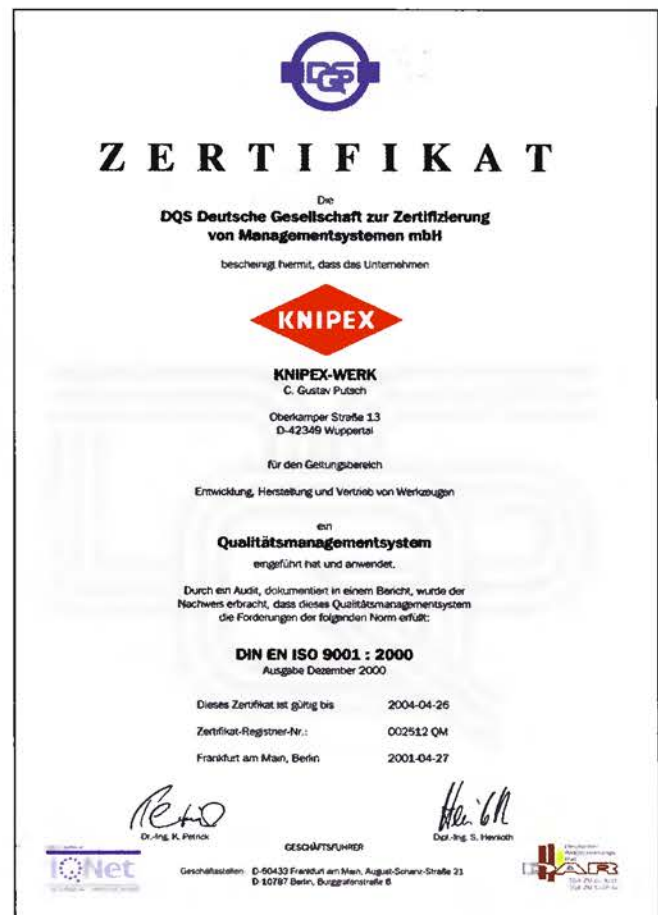 DQS
ZERTIFIKAT
Die
DQS Deutsche Gesellschaft zur Zertifizierung
von Managementsystemen mbH
bescheinigt hiermit, dass das Unternehmen
KNIPEX
KNIPEX-WERK
C. Gustav Putsch
Oberkamper Straße 13
D-42349 Wuppertal
für den Geltungsbereich
Entwicklung, Herstellung und Vertrieb von Werkzeugen
ein
Qualitätsmanagementsystem
eingeführt hat und anwendet.
Durch ein Audit, dokumentiert in einem Bericht, wurde der
Nachweis erbracht, dass dieses Qualitätsmanagementsystem
die Forderungen der folgenden Norm erfüllt:
DIN EN ISO 9001 : 2000
Ausgabe Dezember 2000
Dieses Zertifikat ist gültig bis 2004-04-26
Zertifikat-Registrier-Nr.: 002512 QM
Frankfurt am Main, Berlin 2001-04-27
Dr.-Ing. K. Petrick
Dipl.-Ing. S. Heinloth
GESCHÄFTSFÜHRER
IQNet
Geschäftsstellen: D-60433 Frankfurt am Main, August-Schanz-Straße 21
D-10787 Berlin, Burggrafenstraße 6
DAR